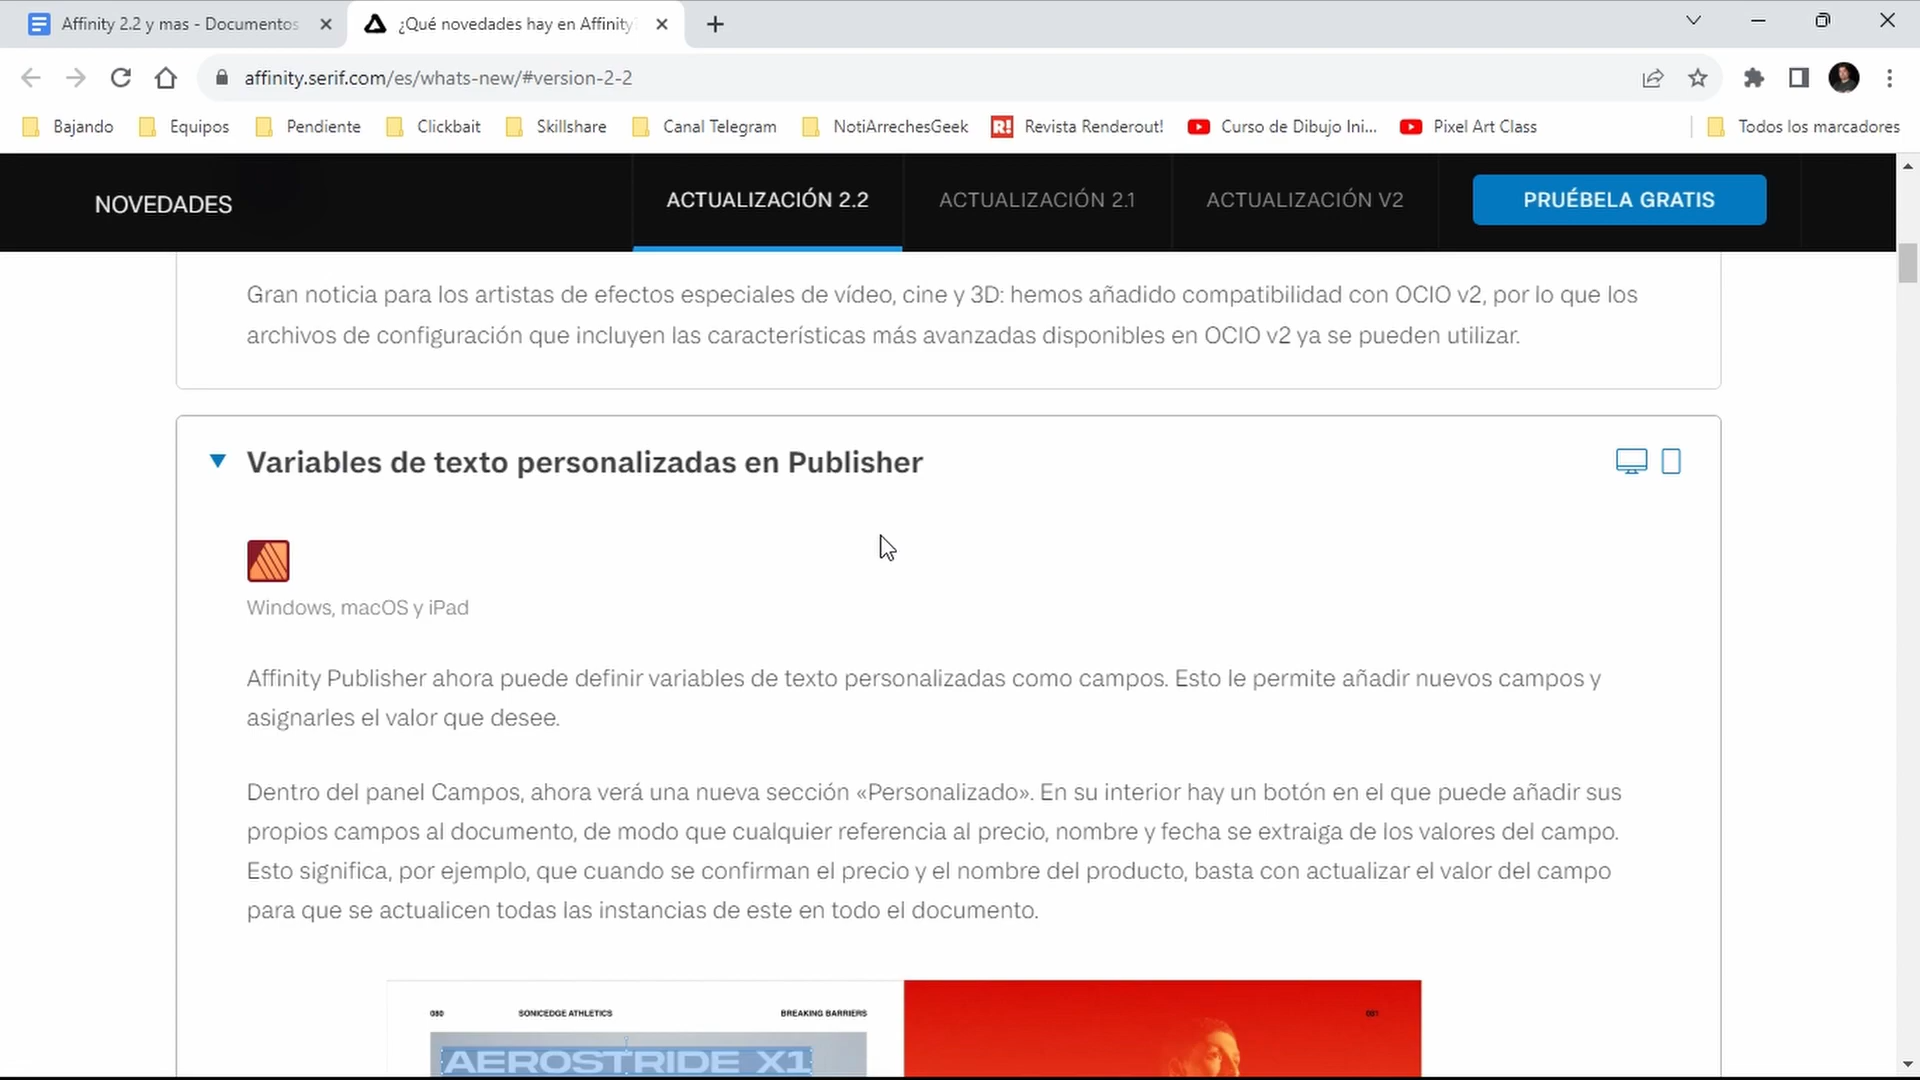 Affinity 2.2 y mas - Documentos
¿Qué novedades hay en Affinity?
affinity.serif.com/es/whats-new/#version-2-2
Bajando
Equipos
Pendiente
Clickbait
Skillshare
Canal Telegram
NotiArrechesGeek
R!
Revista Renderout!
Curso de Dibujo Ini...
Pixel Art Class
Todos los marcadores
NOVEDADES
ACTUALIZACIÓN 2.2
ACTUALIZACIÓN 2.1
ACTUALIZACIÓN V2
PRUÉBELA GRATIS
Gran noticia para los artistas de efectos especiales de vídeo, cine y 3D: hemos añadido compatibilidad con OCIO v2, por lo que los
archivos de configuración que incluyen las características más avanzadas disponibles en OCIO v2 ya se pueden utilizar.
Variables de texto personalizadas en Publisher
Windows, macOS y iPad
Affinity Publisher ahora puede definir variables de texto personalizadas como campos. Esto le permite añadir nuevos campos y
asignarles el valor que desee.
Dentro del panel Campos, ahora verá una nueva sección «Personalizado». En su interior hay un botón en el que puede añadir sus
propios campos al documento, de modo que cualquier referencia al precio, nombre y fecha se extraiga de los valores del campo.
Esto significa, por ejemplo, que cuando se confirman el precio y el nombre del producto, basta con actualizar el valor del campo
para que se actualicen todas las instancias de este en todo el documento.
080
SONICEDGE ATHLETICS
BREAKING BARRIERS
081
AEROSTRIDE X1